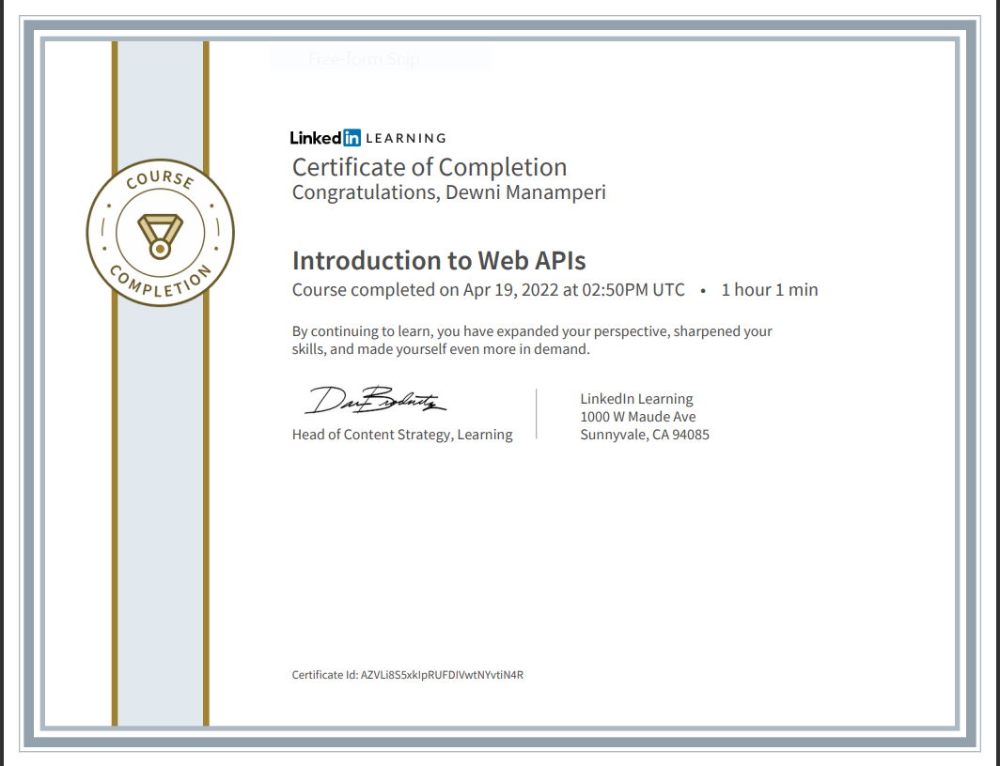 Free-form Snip
LinkedIn LEARNING
Certificate of Completion
Congratulations, Dewni Manamperi
COURSE
COMPLETION
Introduction to Web APIs
Course completed on Apr 19, 2022 at 02:50PM UTC • 1 hour 1 min
By continuing to learn, you have expanded your perspective, sharpened your
skills, and made yourself even more in demand.
Head of Content Strategy, Learning
LinkedIn Learning
1000 W Maude Ave
Sunnyvale, CA 94085
Certificate Id: AZVLi8S5xkIpRUFDIVwtNYvtiN4R